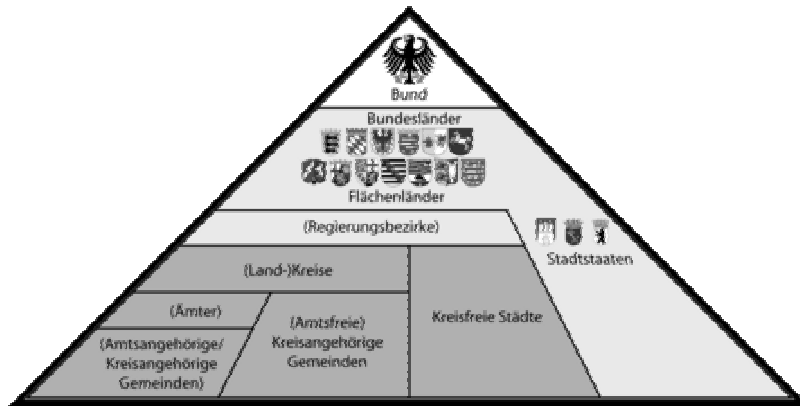 Bund
Bundesländer
Flächenländer
(Regierungsbezirke)
Stadtstaaten
(Land-)Kreise
(Ämter)
(Amtsfreie)
Kreisangehörige
Gemeinden
Kreisfreie Städte
(Amtsangehörige/
Kreisangehörige
Gemeinden)